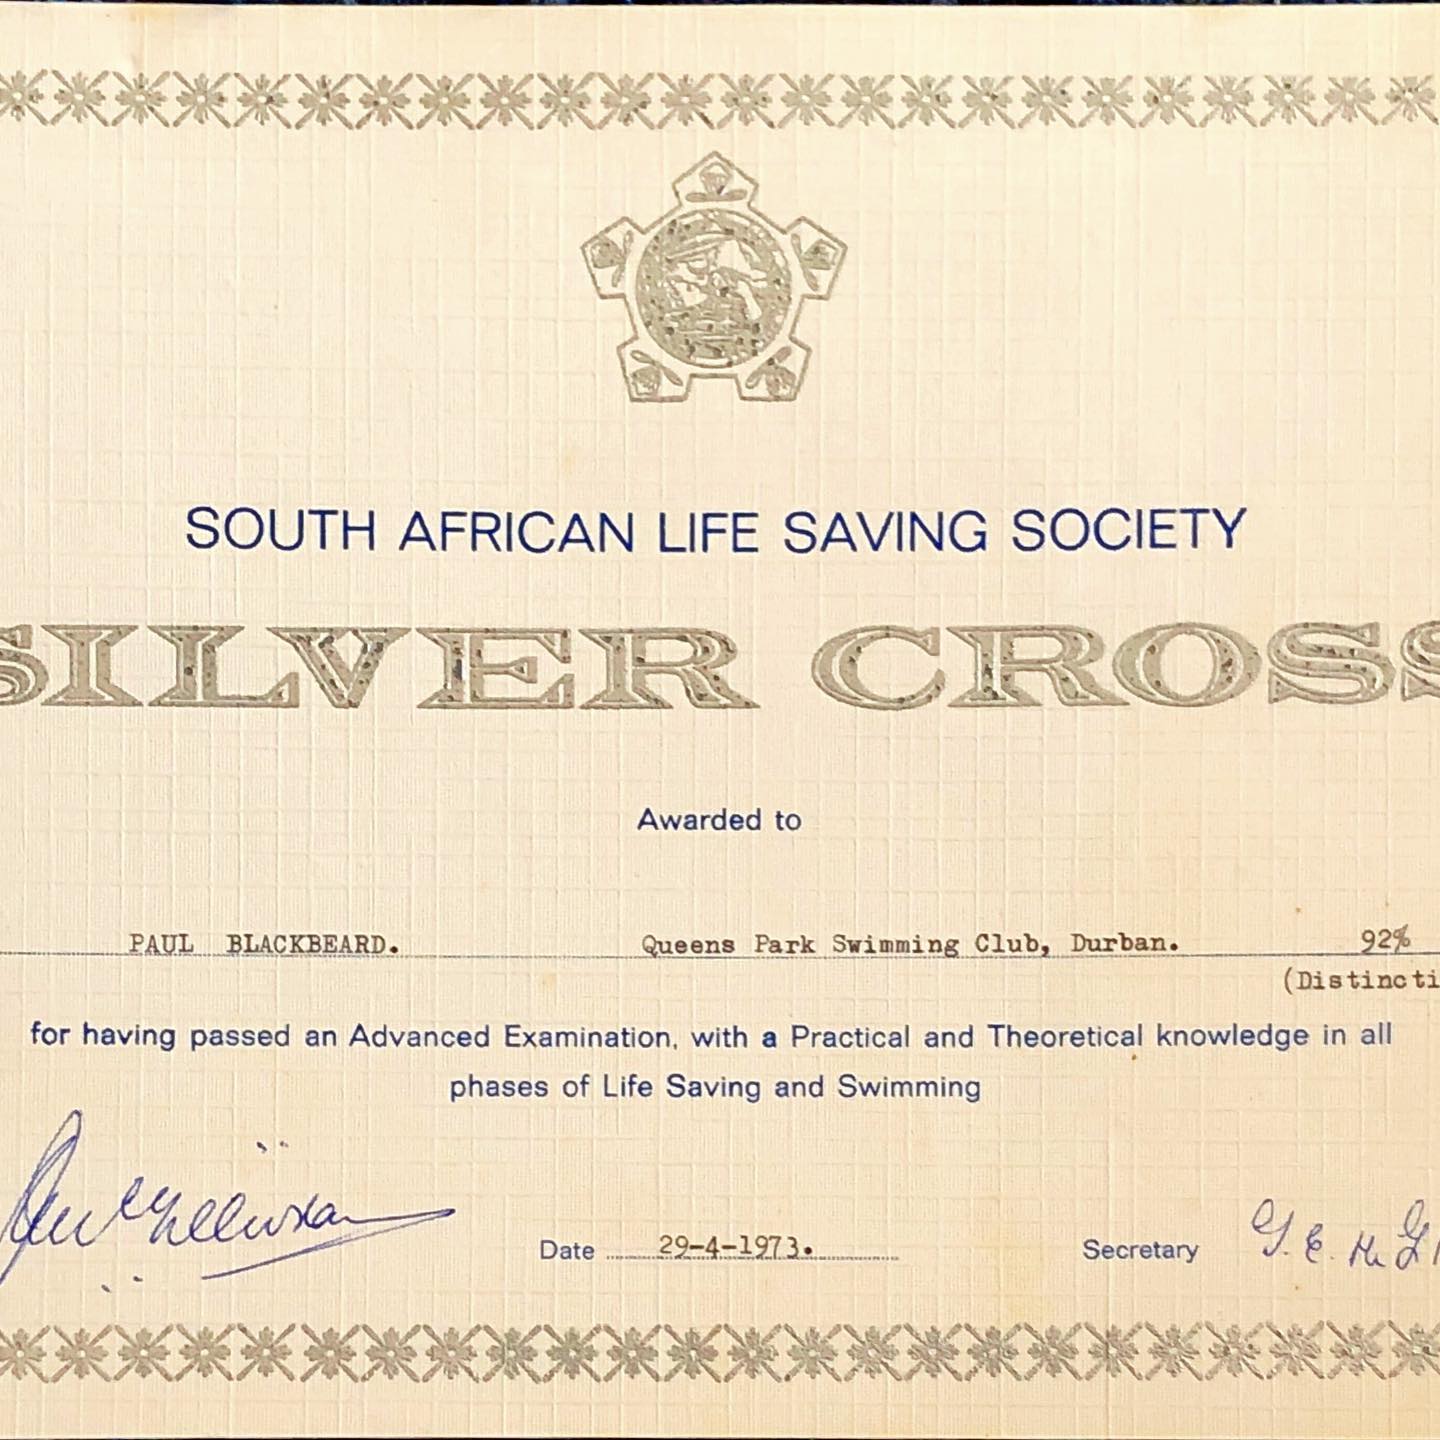 SOUTH AFRICAN LIFE SAVING SOCIETY
SILVER CROSS
Awarded to
PAUL BLACKBEARD. Queens Park Swimming Club, Durban. 92%
(Distincti
for having passed an Advanced Examination, with a Practical and Theoretical knowledge in all
phases of Life Saving and Swimming
Date 29-4-1973. Secretary